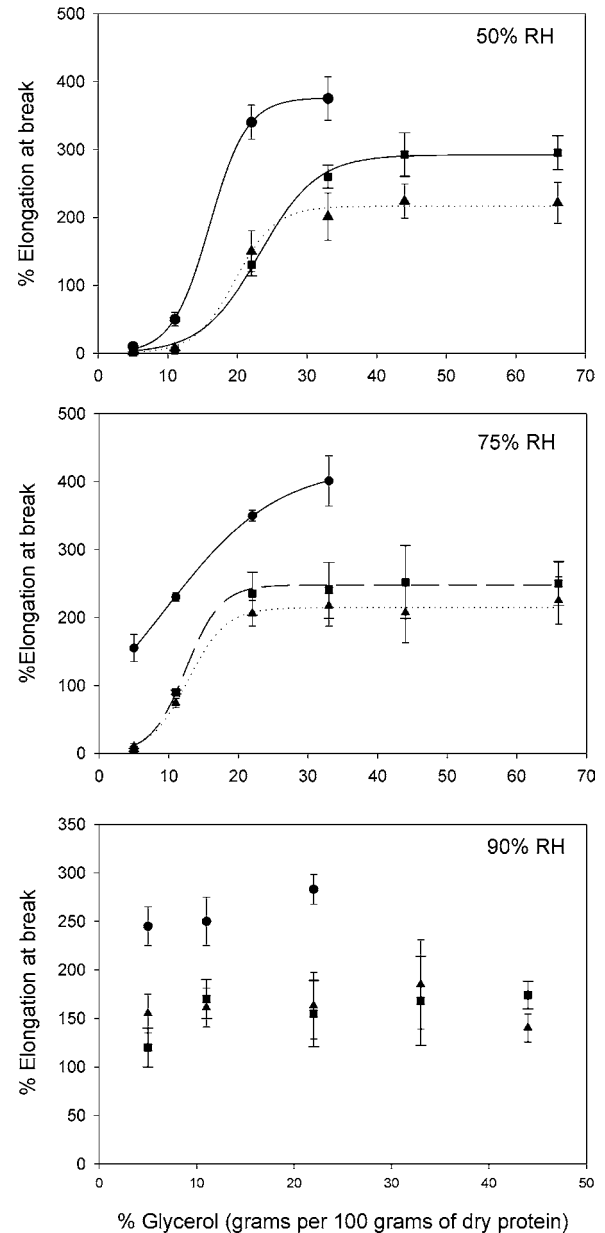 50% RH
% Elongation at break
500
400
300
200
100
0
0 10 20 30 40 50 60 70
75% RH
%Elongation at break
500
400
300
200
100
0
0 10 20 30 40 50 60 70
90% RH
% Elongation at break
350
300
250
200
150
100
50
0
0 10 20 30 40 50
% Glycerol (grams per 100 grams of dry protein)